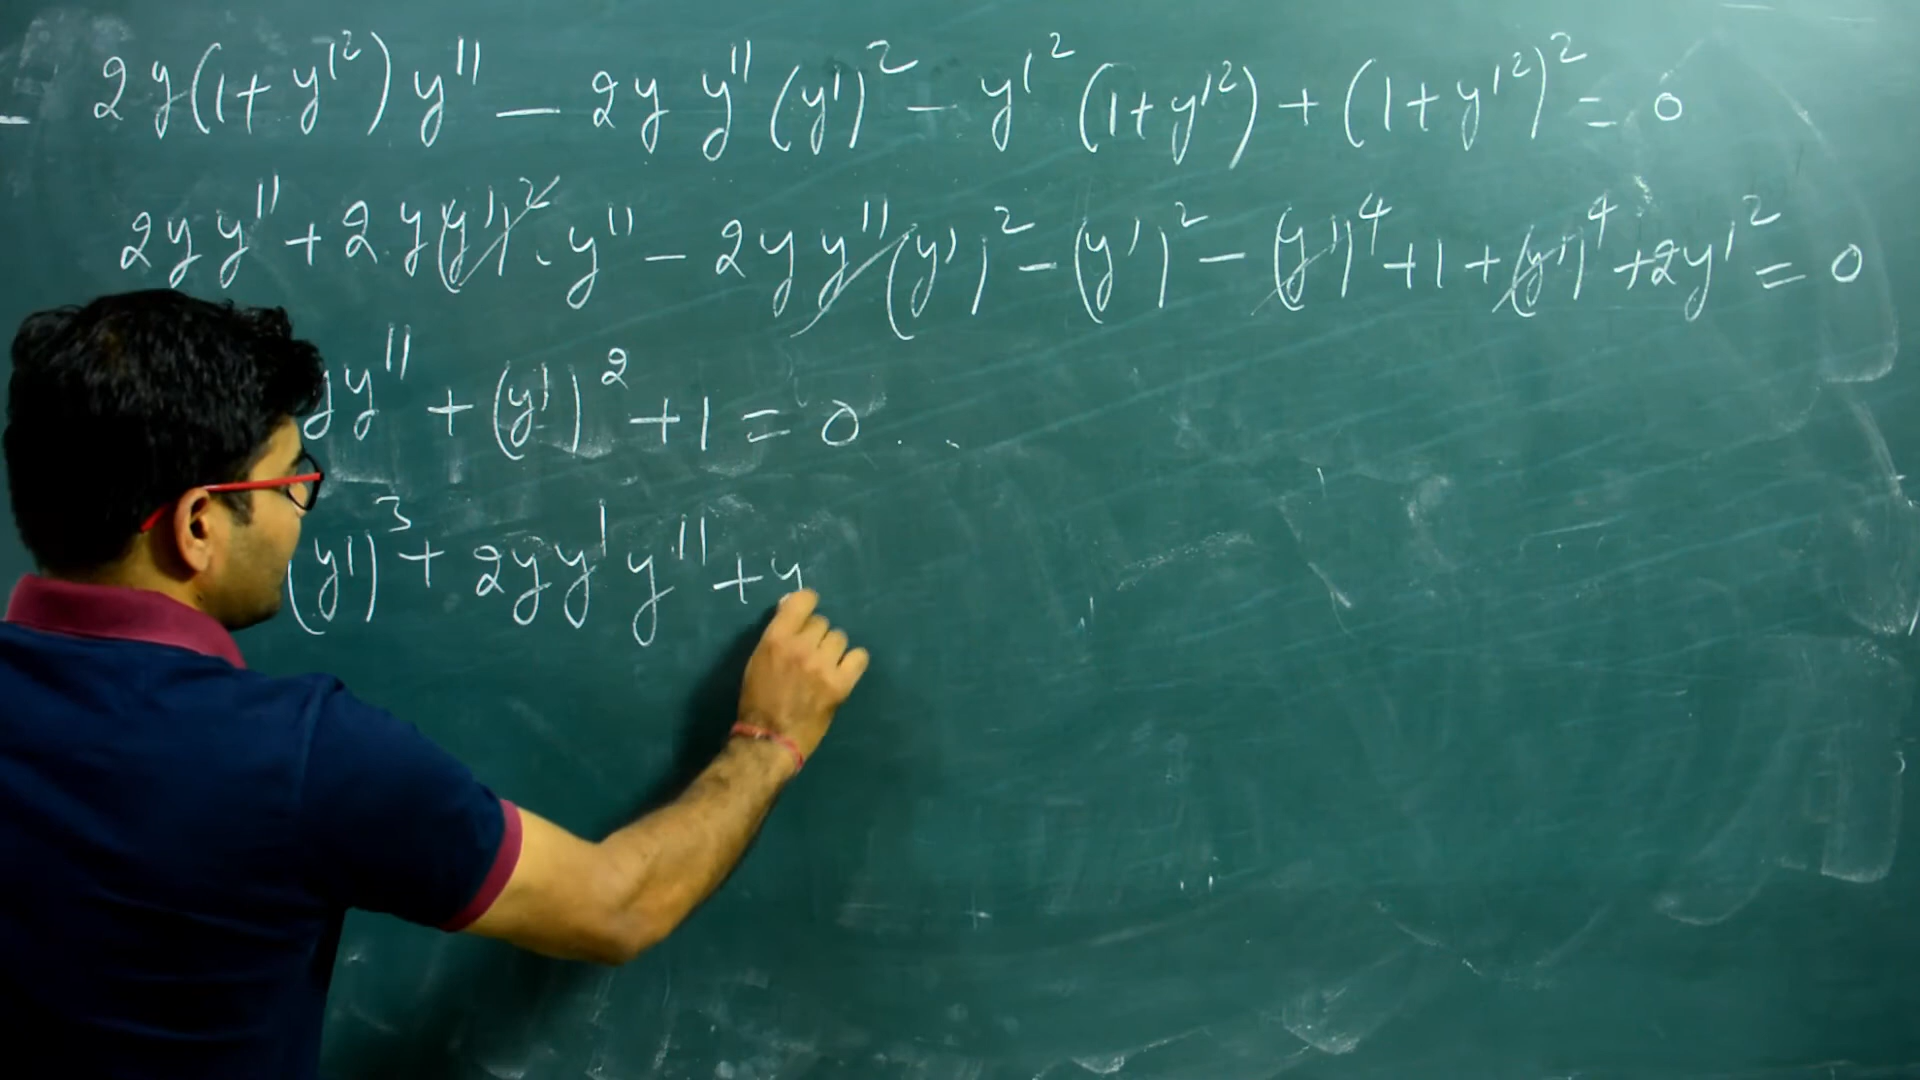 - 2y(1+y'²)y'' - 2y y''(y')² - y'²(1+y'²) + (1+y'²)² = 0
2yy'' + 2y(y')²·y'' - 2yy''(y')² - (y')² - (y')⁴ + 1 + (y')⁴ + 2y'² = 0
yy'' + (y')² + 1 = 0
(y')³ + 2yy'y'' + y